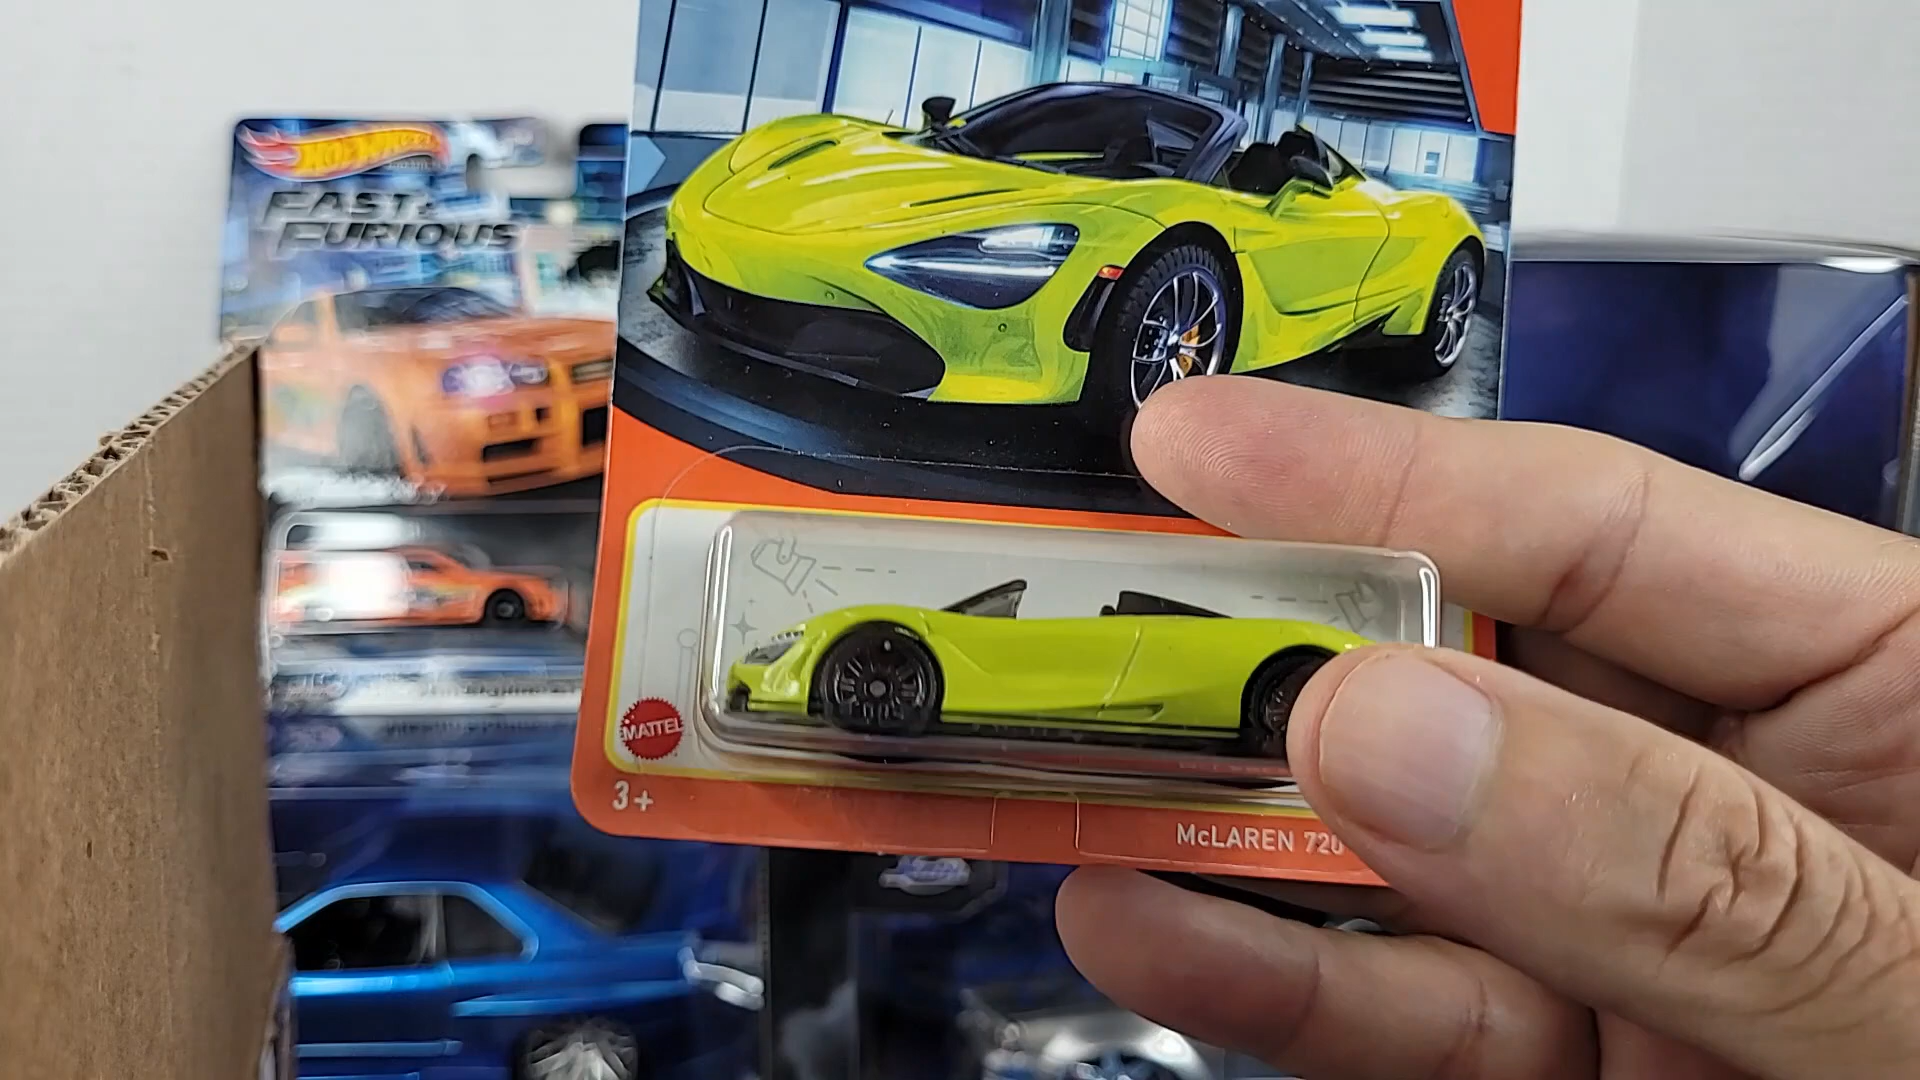 HOT WHEELS
FAST &
FURIOUS
MATTEL
3+
McLAREN 720